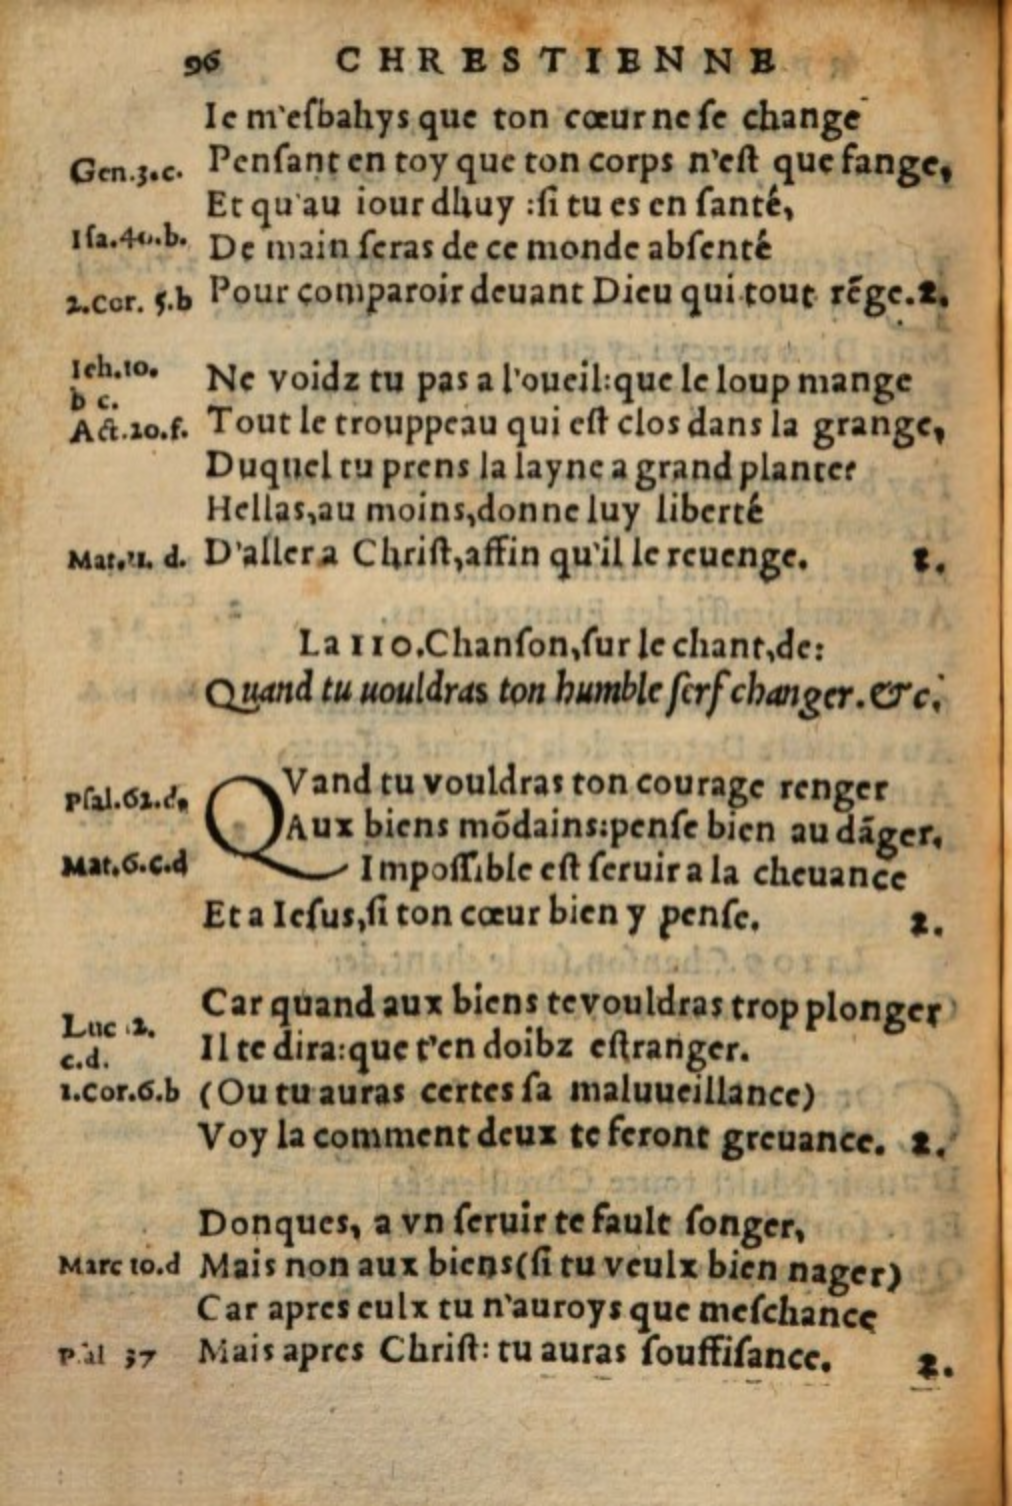 96 CHRESTIENNE
Ie m'esbahys que ton cœur ne se change
Gen.3.c. Pensant en toy que ton corps n'est que fange,
Et qu'au iour dhuy :si tu es en santé,
Isa.40.b. De main seras de ce monde absenté
2.Cor. 5.b Pour comparoir deuant Dieu qui tout rẽge. 2.
Ieh.10.
b c.
Ne voidz tu pas a l'oueil:que le loup mange
Act.20.f. Tout le trouppeau qui est clos dans la grange,
Duquel tu prens la layne a grand plantee
Hellas,au moins,donne luy liberté
Mat.11. d. D'aller a Christ,affin qu'il le reuenge. 2.
La 110.Chanson,sur le chant,de:
Quand tu uouldras ton humble serf changer.&c.
Psal.62.c. QVand tu vouldras ton courage renger
Aux biens mõdains:pense bien au dãger,
Mat.6.c.d Impossible est seruir a la cheuance
Et a Iesus,si ton cœur bien y pense. 2.
Car quand aux biens te vouldras trop plonger
Luc .2.
c.d.
Il te dira:que t'en doibz estranger.
1.Cor.6.b (Ou tu auras certes sa maluueillance)
Voy la comment deux te feront greuance. 2.
Donques, a vn seruir te fault songer,
Marc 10.d Mais non aux biens(si tu veulx bien nager)
Car apres eulx tu n'auroys que meschance
Psal 37 Mais apres Christ: tu auras souffisance. 2.